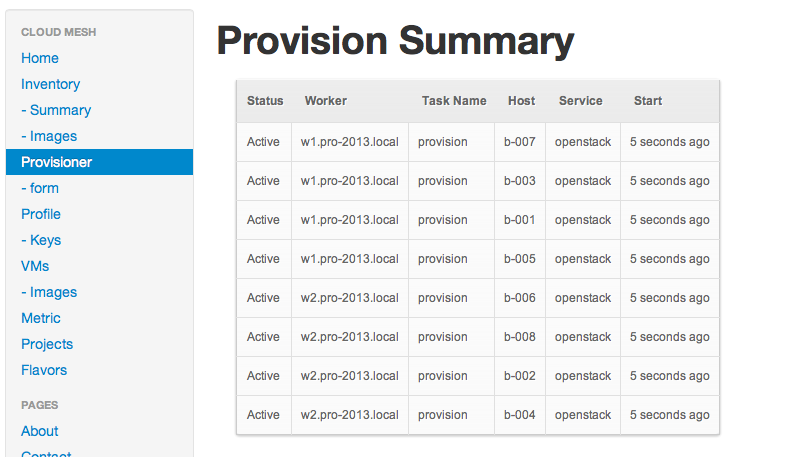 CLOUD MESH
Home
Inventory
- Summary
- Images
Provisioner
- form
Profile
- Keys
VMs
- Images
Metric
Projects
Flavors
PAGES
About
Contact
Provision Summary
Status Worker Task Name Host Service Start
Active w1.pro-2013.local provision b-007 openstack 5 seconds ago
Active w1.pro-2013.local provision b-003 openstack 5 seconds ago
Active w1.pro-2013.local provision b-001 openstack 5 seconds ago
Active w1.pro-2013.local provision b-005 openstack 5 seconds ago
Active w2.pro-2013.local provision b-006 openstack 5 seconds ago
Active w2.pro-2013.local provision b-008 openstack 5 seconds ago
Active w2.pro-2013.local provision b-002 openstack 5 seconds ago
Active w2.pro-2013.local provision b-004 openstack 5 seconds ago